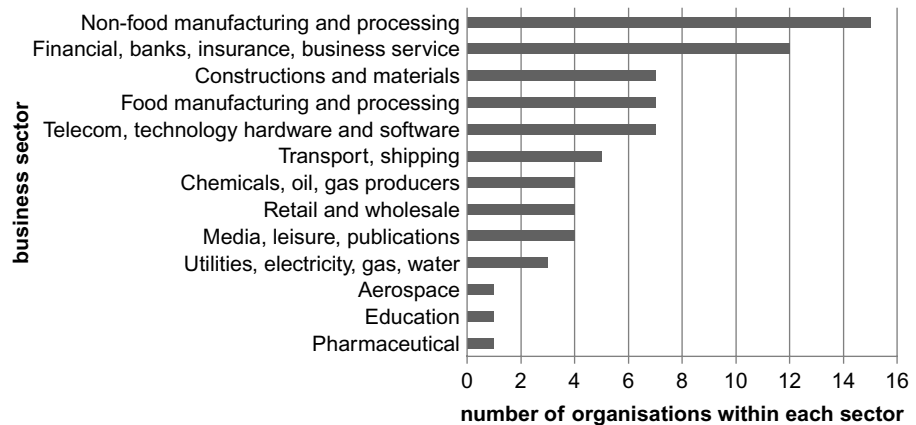 Non-food manufacturing and processing
Financial, banks, insurance, business service
Constructions and materials
Food manufacturing and processing
Telecom, technology hardware and software
Transport, shipping
Chemicals, oil, gas producers
Retail and wholesale
Media, leisure, publications
Utilities, electricity, gas, water
Aerospace
Education
Pharmaceutical
business sector
0 2 4 6 8 10 12 14 16
number of organisations within each sector